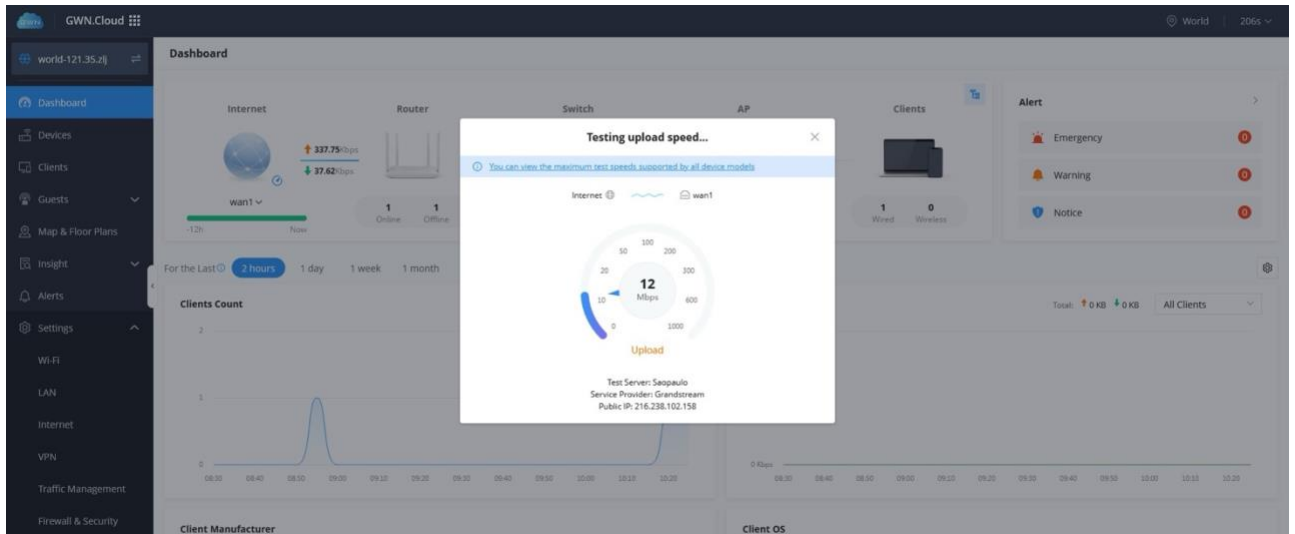 GWN.Cloud
World
206s
world-121.35.zlj
Dashboard
Devices
Clients
Guests
Map & Floor Plans
Insight
Alerts
Settings
Wi-Fi
LAN
Internet
VPN
Traffic Management
Firewall & Security
Dashboard
Internet
Router
Switch
AP
Clients
337.75Kbps
37.62Kbps
wan1
-12h
Now
1
Online
1
Offline
1
Wired
0
Wireless
Alert
Emergency
0
Warning
0
Notice
0
For the Last
2 hours
1 day
1 week
1 month
Testing upload speed...
You can view the maximum test speeds supported by all device models
Internet
wan1
0
10
20
50
100
200
300
600
1000
12
Mbps
Upload
Test Server: Saopaulo
Service Provider: Grandstream
Public IP: 216.238.102.158
Clients Count
2
1
0
08:30 08:40 08:50 09:00 09:10 09:20 09:30 09:40 09:50 10:00 10:10 10:20
Total: 0 KB 0 KB
All Clients
0 Kbps
08:30 08:40 08:50 09:00 09:10 09:20 09:30 09:40 09:50 10:00 10:10 10:20
Client Manufacturer
Client OS